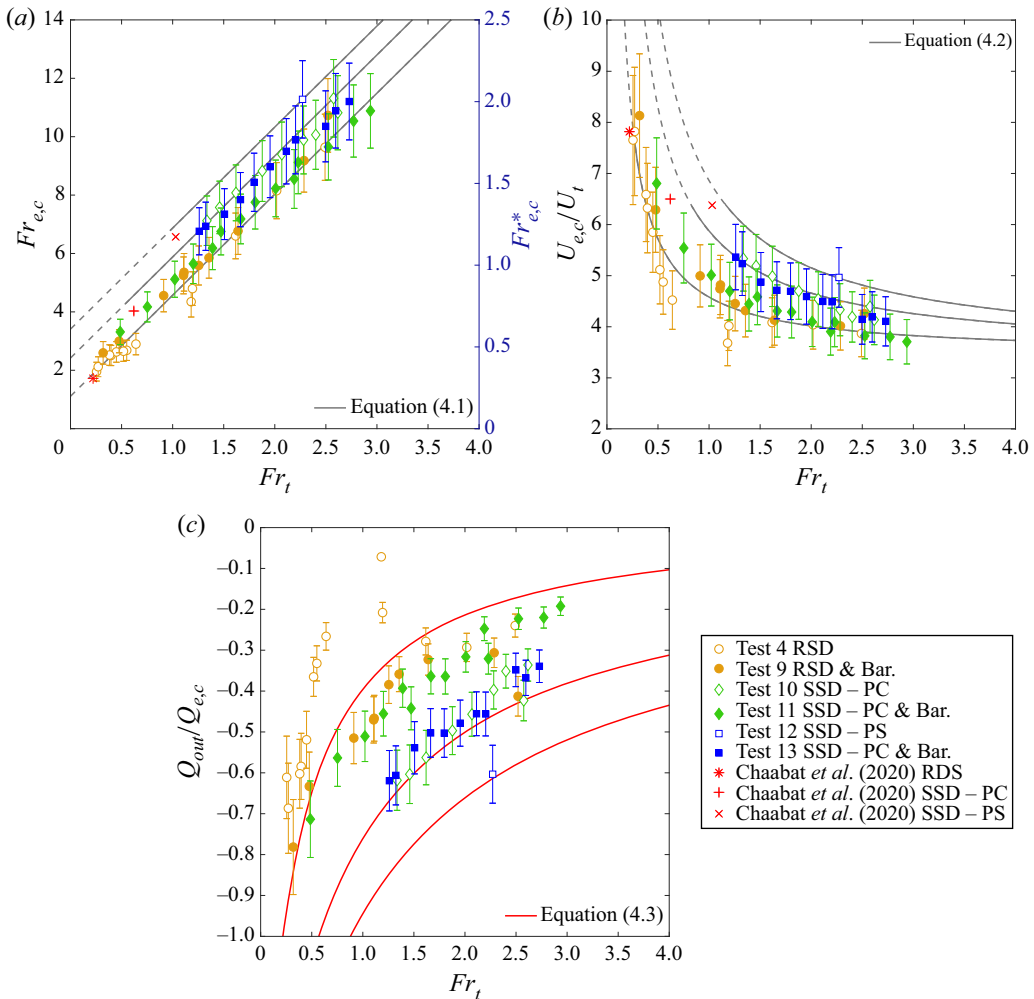 (a)
14
12
10
8
6
4
2
Fr_{e,c}
2.5
2.0
1.5
1.0
0.5
0
Fr^*_{e,c}
Equation (4.1)
0.5 1.0 1.5 2.0 2.5 3.0 3.5 4.0
Fr_t
(b)
10
9
8
7
6
5
4
3
2
U_{e,c}/U_t
Equation (4.2)
0 0.5 1.0 1.5 2.0 2.5 3.0 3.5 4.0
Fr_t
(c)
0
–0.1
–0.2
–0.3
–0.4
–0.5
–0.6
–0.7
–0.8
–0.9
–1.0
Q_{out}/Q_{e,c}
Equation (4.3)
0 0.5 1.0 1.5 2.0 2.5 3.0 3.5 4.0
Fr_t
Test 4 RSD
Test 9 RSD & Bar.
Test 10 SSD – PC
Test 11 SSD – PC & Bar.
Test 12 SSD – PS
Test 13 SSD – PC & Bar.
Chaabat et al. (2020) RDS
Chaabat et al. (2020) SSD – PC
Chaabat et al. (2020) SSD – PS